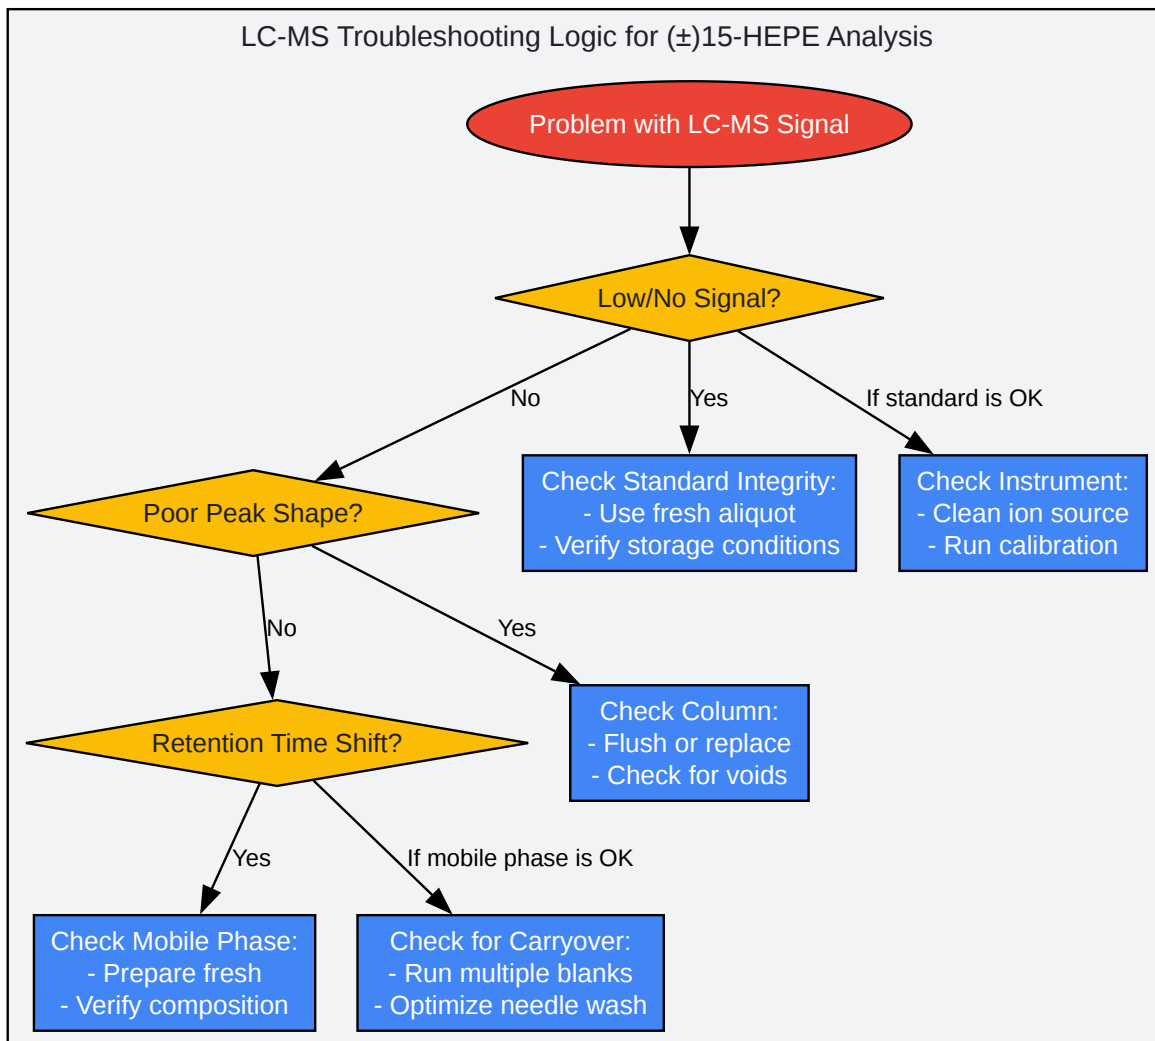 LC-MS Troubleshooting Logic for (±)15-HEPE Analysis
Problem with LC-MS Signal
Low/No Signal?
No
Yes
If standard is OK
Check Standard Integrity:
- Use fresh aliquot
- Verify storage conditions
Check Instrument:
- Clean ion source
- Run calibration
Poor Peak Shape?
No
Yes
Check Column:
- Flush or replace
- Check for voids
Retention Time Shift?
Yes
If mobile phase is OK
Check Mobile Phase:
- Prepare fresh
- Verify composition
Check for Carryover:
- Run multiple blanks
- Optimize needle wash